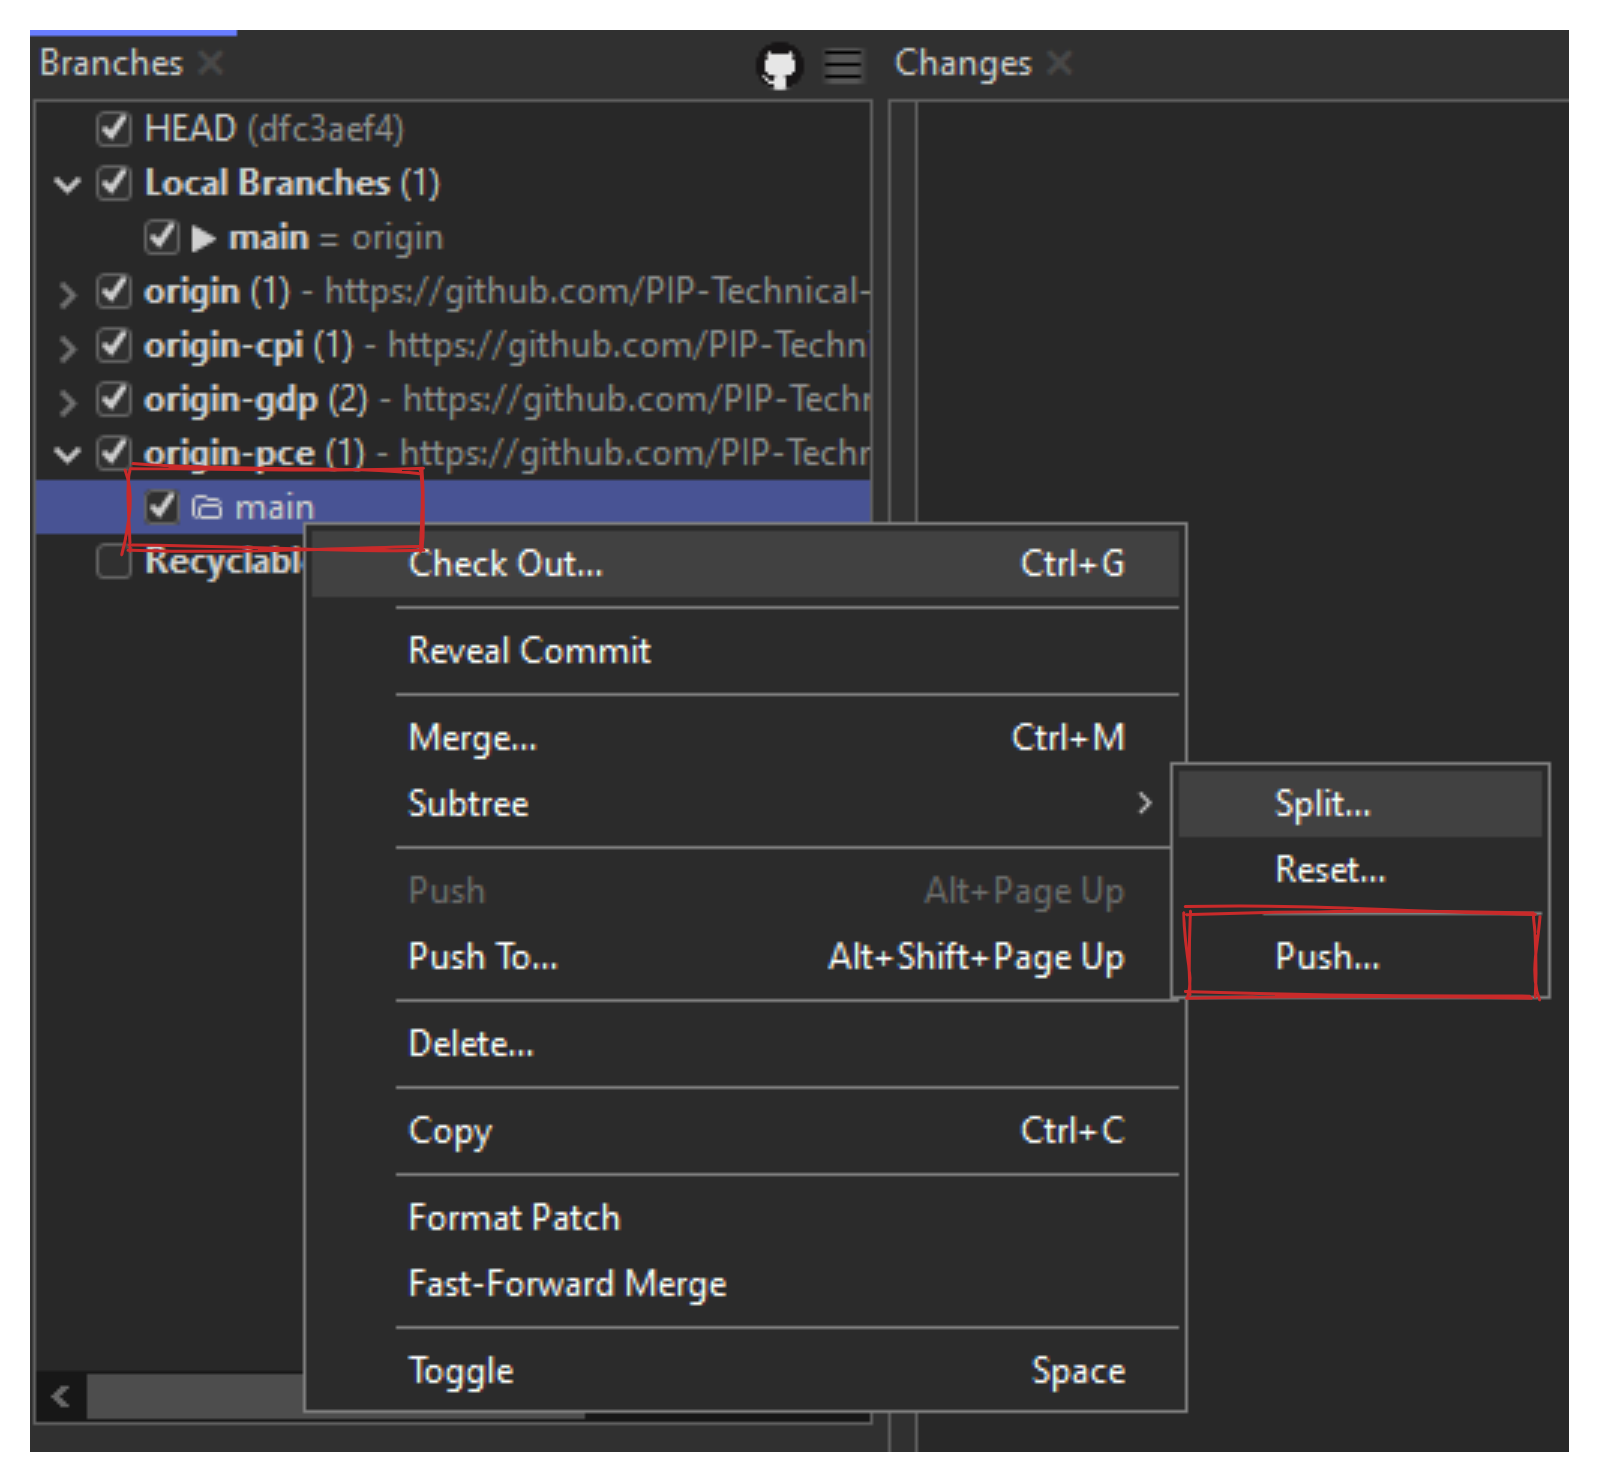 Branches
Changes
HEAD (dfc3aef4)
Local Branches (1)
main = origin
origin (1) - https://github.com/PIP-Technical-
origin-cpi (1) - https://github.com/PIP-Techn
origin-gdp (2) - https://github.com/PIP-Techn
origin-pce (1) - https://github.com/PIP-Techn
main
Recyclabl
Check Out... Ctrl+G
Reveal Commit
Merge... Ctrl+M
Subtree
Split...
Reset...
Push Alt+Page Up
Push To... Alt+Shift+Page Up
Push...
Delete...
Copy Ctrl+C
Format Patch
Fast-Forward Merge
Toggle Space